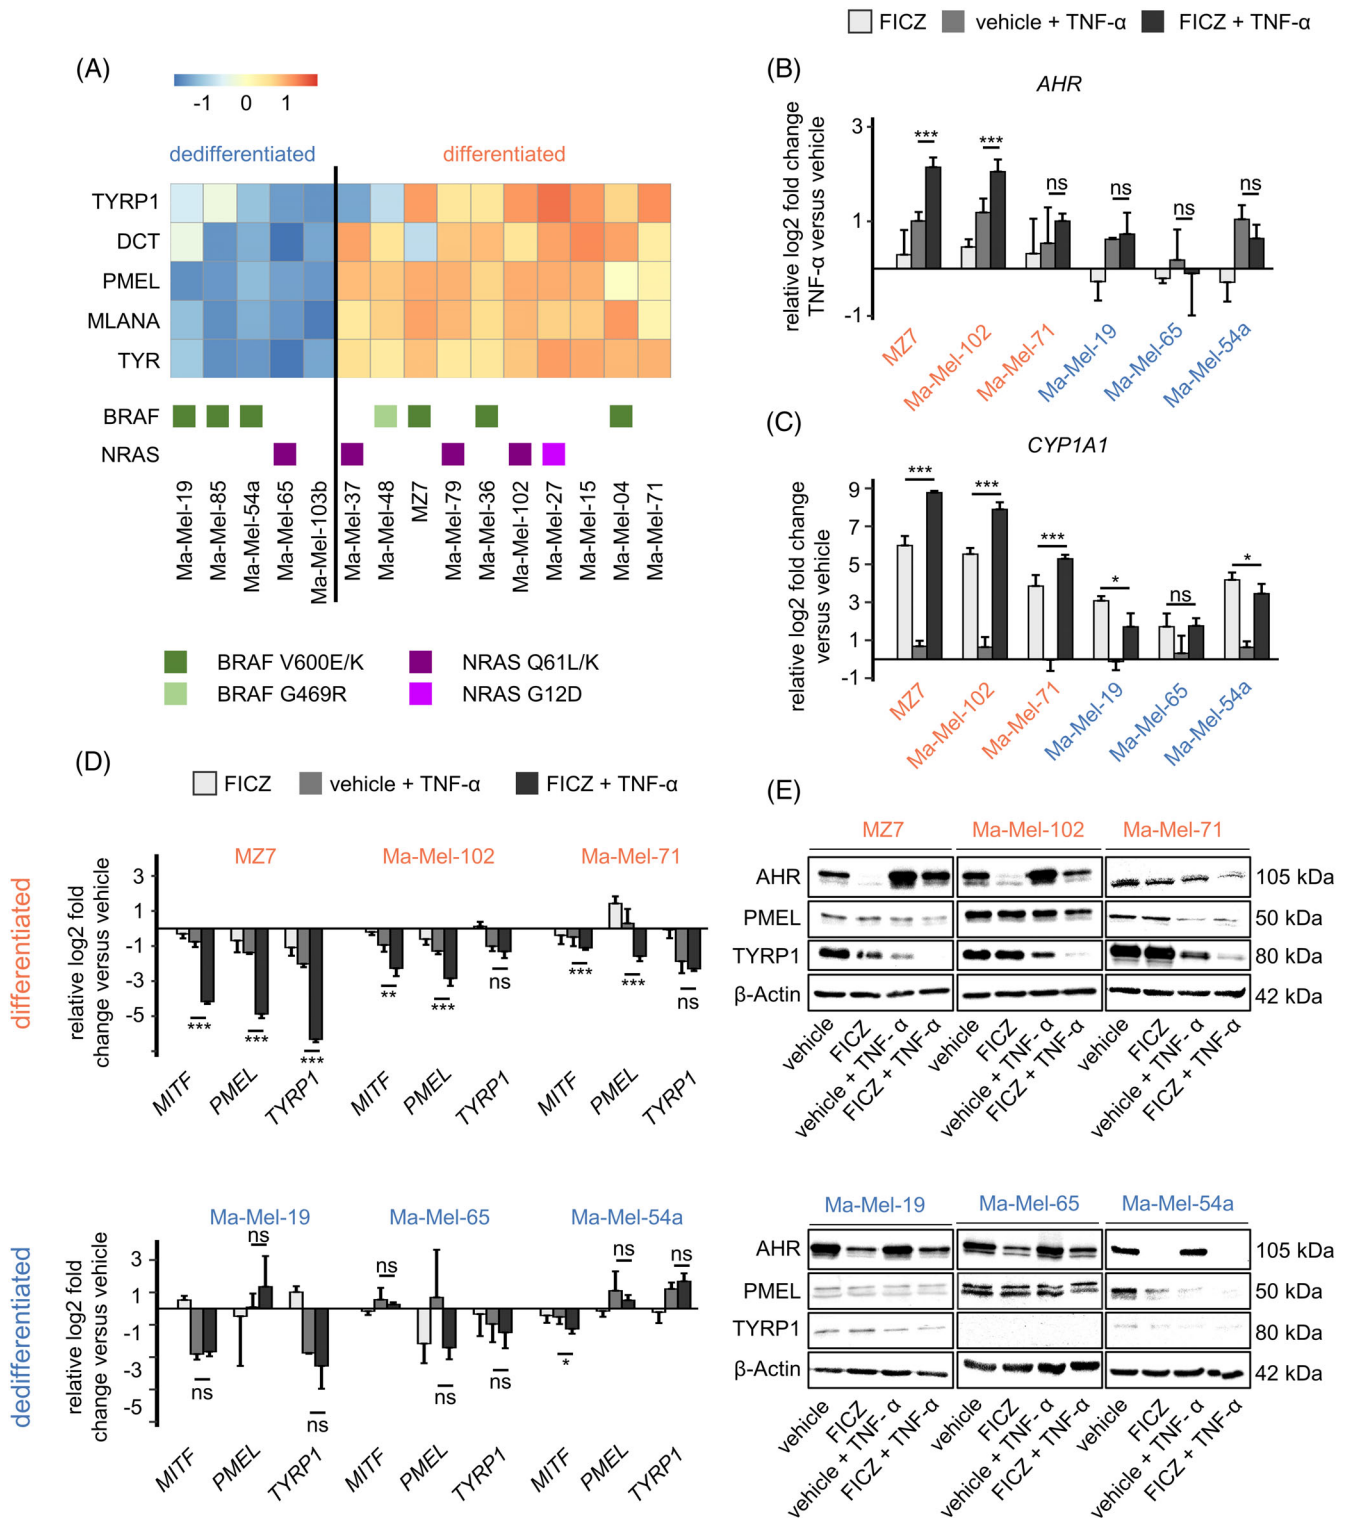 FICZ vehicle + TNF-α FICZ + TNF-α
(A)
-1 0 1
dedifferentiated differentiated
TYRP1
DCT
PMEL
MLANA
TYR
BRAF
NRAS
Ma-Mel-19 Ma-Mel-85 Ma-Mel-54a Ma-Mel-65 Ma-Mel-103b Ma-Mel-37 Ma-Mel-48 MZ7 Ma-Mel-79 Ma-Mel-36 Ma-Mel-102 Ma-Mel-27 Ma-Mel-15 Ma-Mel-04 Ma-Mel-71
BRAF V600E/K NRAS Q61L/K
BRAF G469R NRAS G12D
(B)
AHR
relative log2 fold change
TNF-α versus vehicle
3
1
-1
*** *** ns ns ns ns
MZ7 Ma-Mel-102 Ma-Mel-71 Ma-Mel-19 Ma-Mel-65 Ma-Mel-54a
(C)
CYP1A1
relative log2 fold change
versus vehicle
9
7
5
3
1
-1
*** *** *** * ns *
MZ7 Ma-Mel-102 Ma-Mel-71 Ma-Mel-19 Ma-Mel-65 Ma-Mel-54a
(D)
FICZ vehicle + TNF-α FICZ + TNF-α
differentiated
relative log2 fold
change versus vehicle
MZ7 Ma-Mel-102 Ma-Mel-71
3
1
-1
-3
-5
*** *** *** ** *** ns *** *** ns
MITF PMEL TYRP1 MITF PMEL TYRP1 MITF PMEL TYRP1
dedifferentiated
relative log2 fold
change versus vehicle
Ma-Mel-19 Ma-Mel-65 Ma-Mel-54a
3
1
-1
-3
-5
ns ns ns ns ns ns * ns ns
MITF PMEL TYRP1 MITF PMEL TYRP1 MITF PMEL TYRP1
(E)
MZ7 Ma-Mel-102 Ma-Mel-71
AHR 105 kDa
PMEL 50 kDa
TYRP1 80 kDa
β-Actin 42 kDa
vehicle FICZ vehicle + TNF- α FICZ + TNF-α vehicle FICZ vehicle + TNF- α FICZ + TNF-α vehicle FICZ vehicle + TNF- α FICZ + TNF-α
Ma-Mel-19 Ma-Mel-65 Ma-Mel-54a
AHR 105 kDa
PMEL 50 kDa
TYRP1 80 kDa
β-Actin 42 kDa
vehicle FICZ vehicle + TNF- α FICZ + TNF-α vehicle FICZ vehicle + TNF- α FICZ + TNF-α vehicle FICZ vehicle + TNF- α FICZ + TNF-α